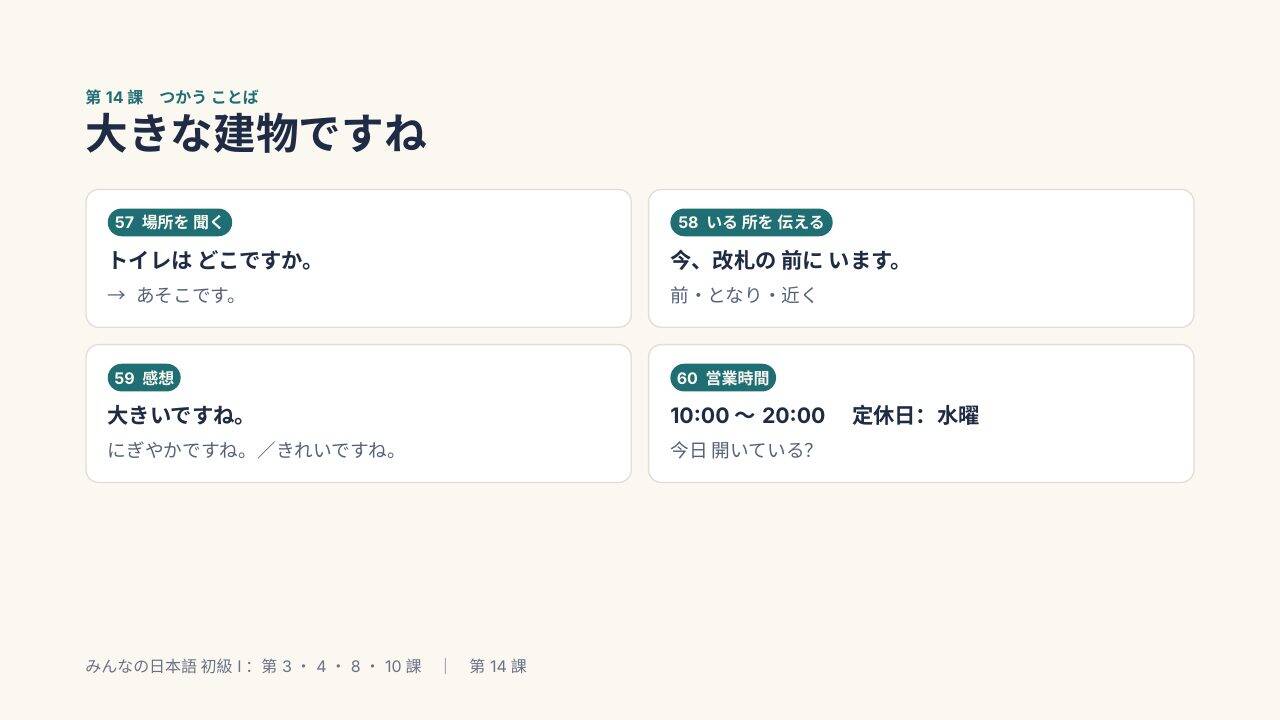 第 14 課　つかう ことば
大きな建物ですね
57 場所を 聞く
トイレは どこですか。
→ あそこです。
58 いる 所を 伝える
今、改札の 前に います。
前・となり・近く
59 感想
大きいですね。
にぎやかですね。／きれいですね。
60 営業時間
10:00 〜 20:00　定休日：水曜
今日 開いている？
みんなの日本語 初級 I：第 3 ・ 4 ・ 8 ・ 10 課　｜　第 14 課